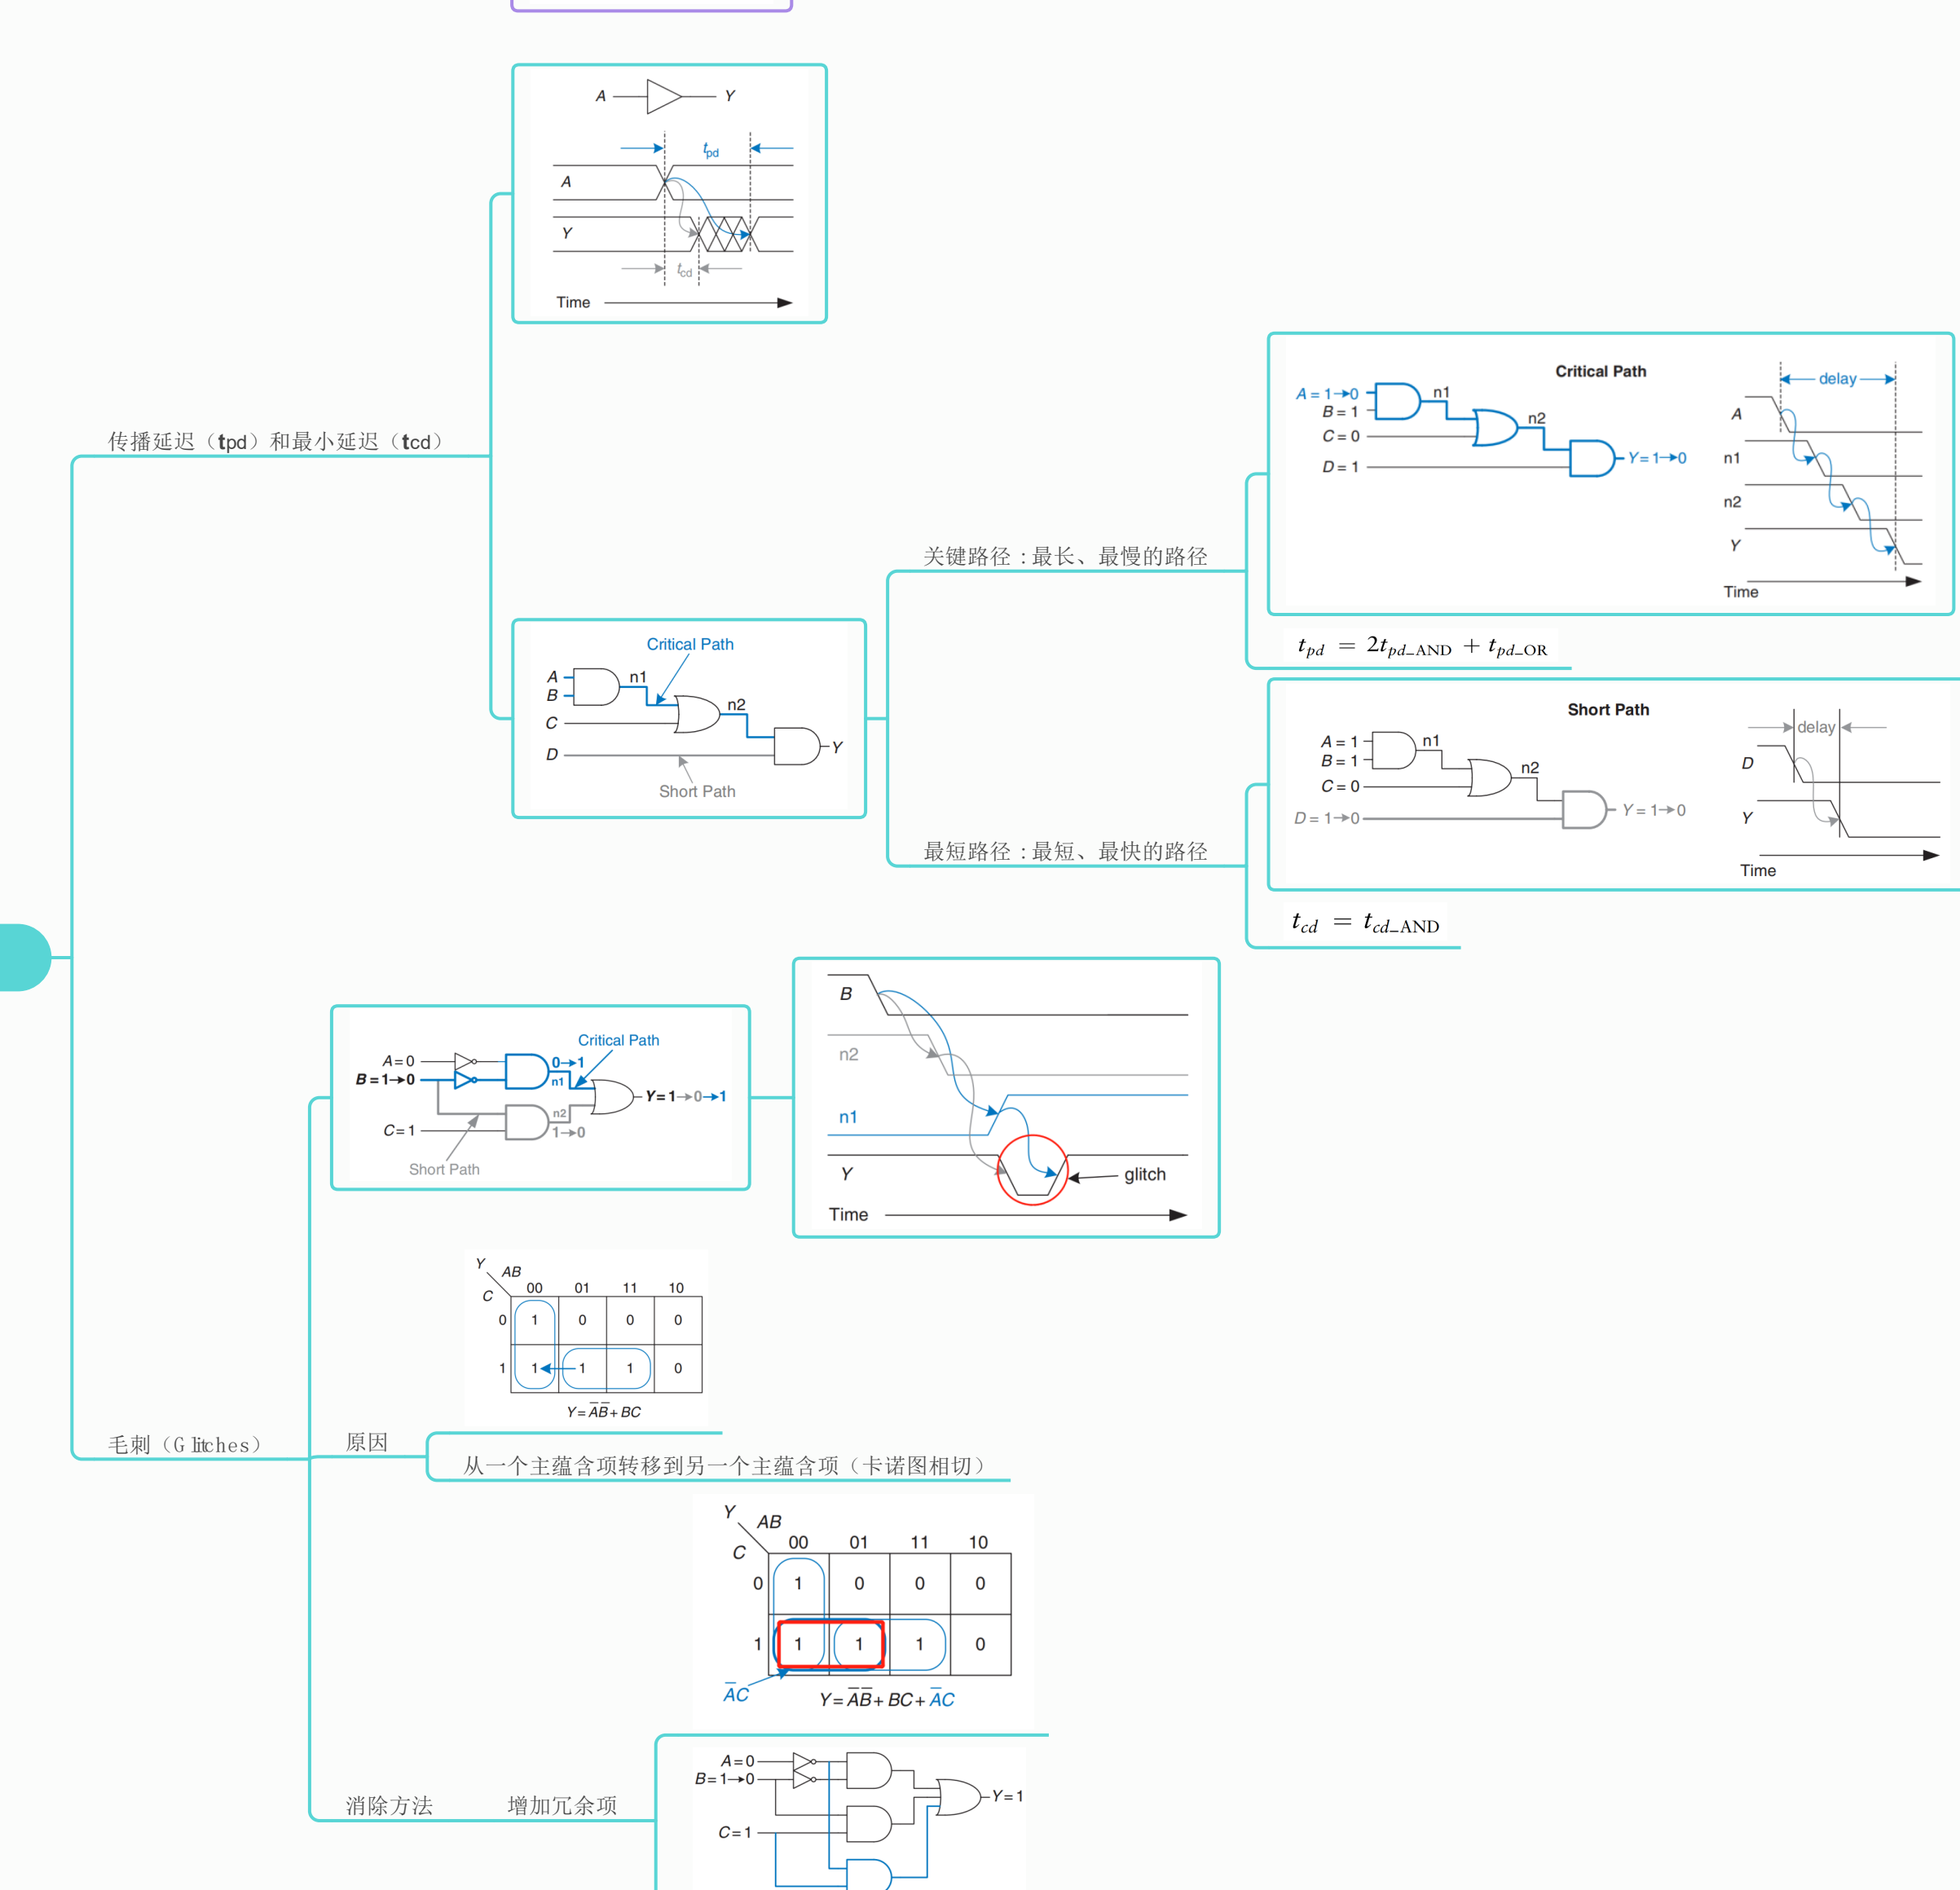 A
Y
tpd
A
Y
tcd
Time
传播延迟（tpd）和最小延迟（tcd）
Critical Path
A
B
C
D
n1
n2
Y
Short Path
关键路径：最长、最慢的路径
Critical Path
A = 1→0
B = 1
C = 0
D = 1
n1
n2
Y = 1→0
delay
A
n1
n2
Y
Time
tpd = 2tpd_AND + tpd_OR
最短路径：最短、最快的路径
Short Path
A = 1
B = 1
C = 0
D = 1→0
n1
n2
Y = 1→0
delay
D
Y
Time
tcd = tcd_AND
毛刺（Glitches）
A = 0
B = 1→0
C = 1
Critical Path
0→1
n1
n2
1→0
Y = 1→0→1
Short Path
B
n2
n1
Y
glitch
Time
原因
Y
AB
C
00 01 11 10
0 1 0 0 0
1 1 1 1 0
Y = A̅B̅ + BC
从一个主蕴含项转移到另一个主蕴含项（卡诺图相切）
消除方法
增加冗余项
Y
AB
C
00 01 11 10
0 1 0 0 0
1 1 1 1 0
A̅C
Y = A̅B̅ + BC + A̅C
A = 0
B = 1→0
C = 1
Y = 1